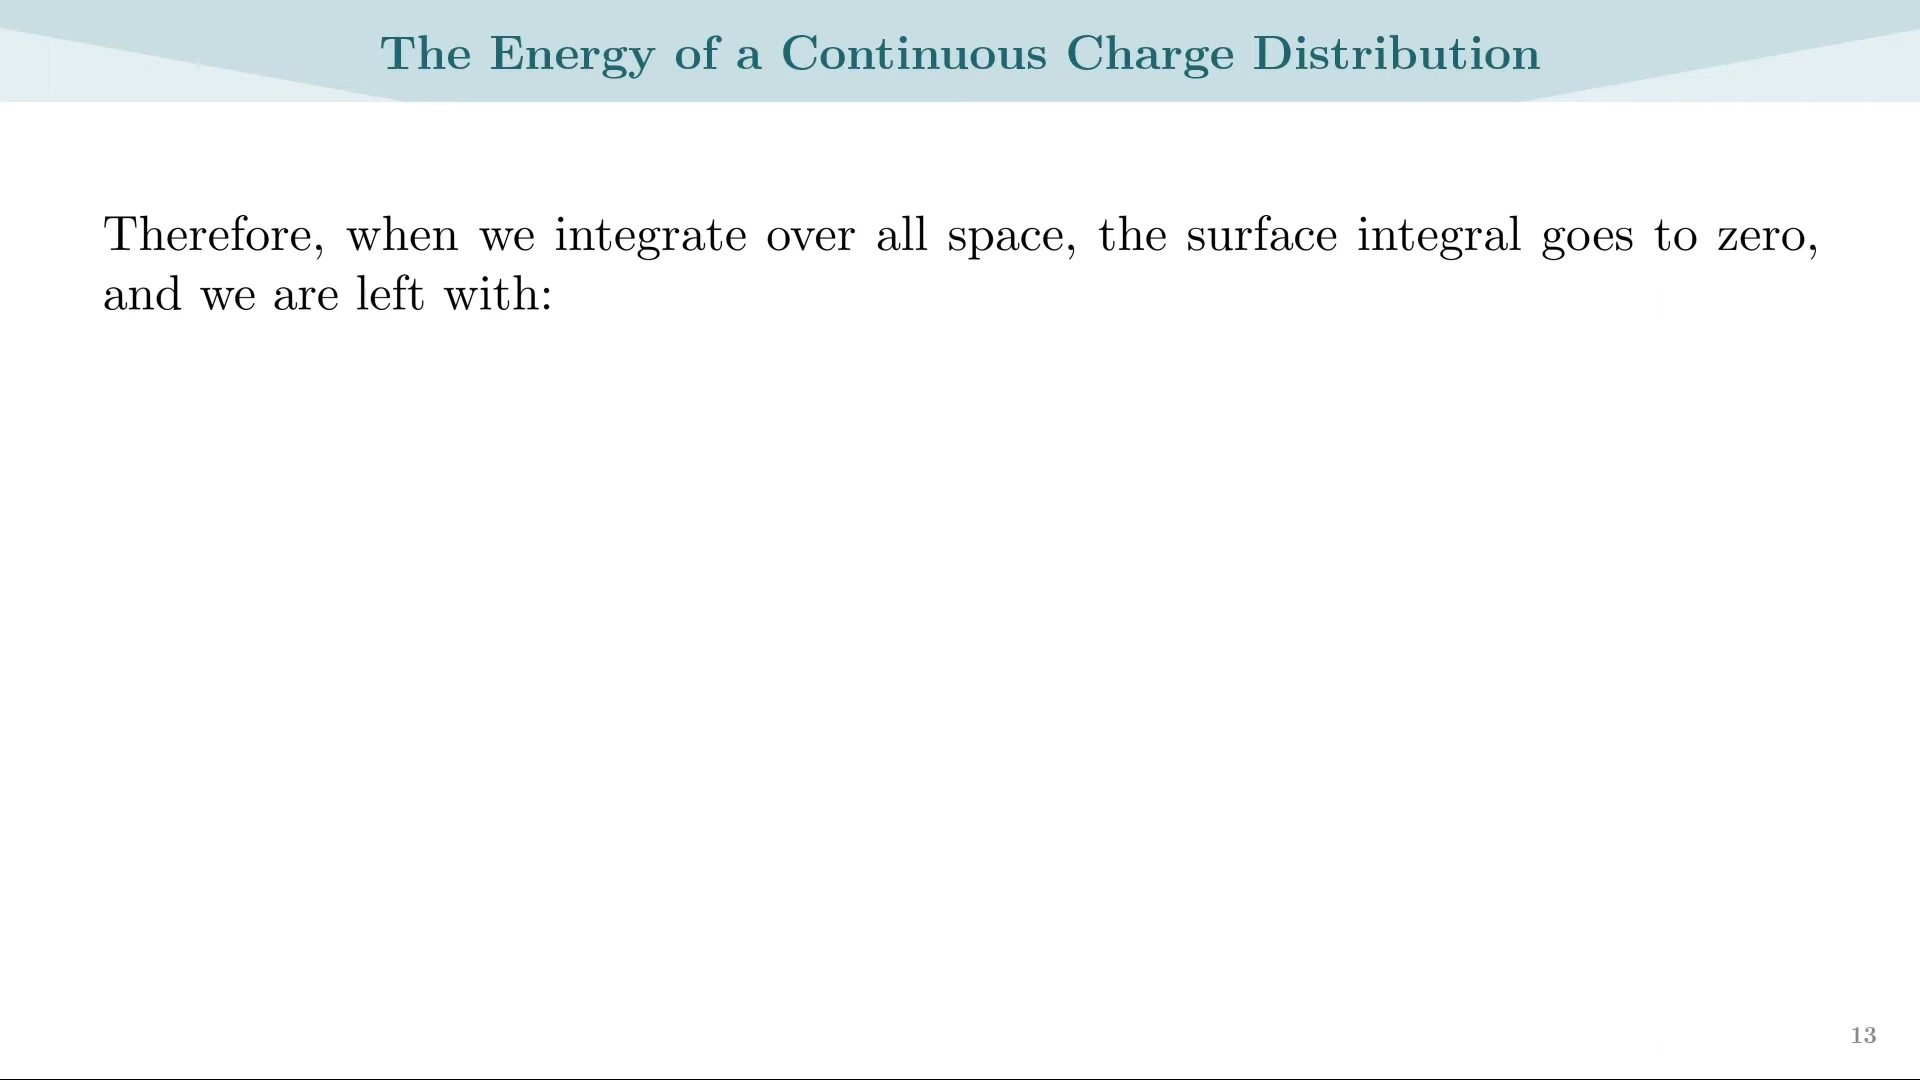 The Energy of a Continuous Charge Distribution
Therefore, when we integrate over all space, the surface integral goes to zero,
and we are left with:
13